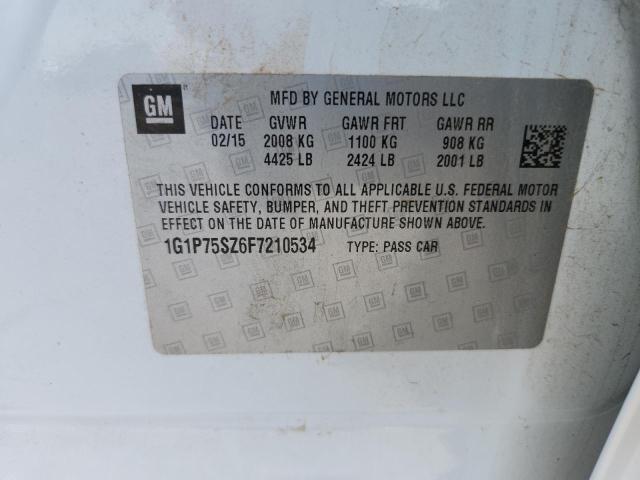 GM
MFD BY GENERAL MOTORS LLC
DATE GVWR GAWR FRT GAWR RR
02/15 2008 KG 1100 KG 908 KG
4425 LB 2424 LB 2001 LB
THIS VEHICLE CONFORMS TO ALL APPLICABLE U.S. FEDERAL MOTOR
VEHICLE SAFETY, BUMPER, AND THEFT PREVENTION STANDARDS IN
EFFECT ON THE DATE OF MANUFACTURE SHOWN ABOVE.
1G1P75SZ6F7210534 TYPE: PASS CAR